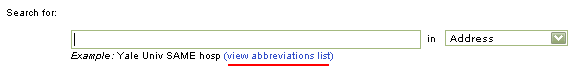 Search for:
in Address
Example: Yale Univ SAME hosp (view abbreviations list)